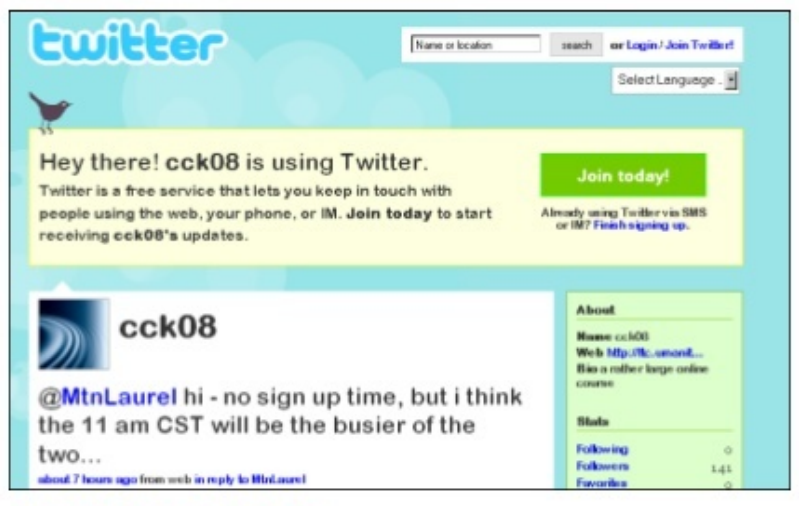 twitter
Name or location search or Login / Join Twitter!
Select Language...
Hey there! cck08 is using Twitter.
Twitter is a free service that lets you keep in touch with
people using the web, your phone, or IM. Join today to start
receiving cck08's updates.
Join today!
Already using Twitter via SMS
or IM? Finish signing up.
cck08
@MtnLaurel hi - no sign up time, but i think
the 11 am CST will be the busier of the
two...
about 7 hours ago from web in reply to MtnLaurel
About
Name cck08
Web
Bio a rather large online
course
Stats
Following 0
Followers 141
Favorites 0